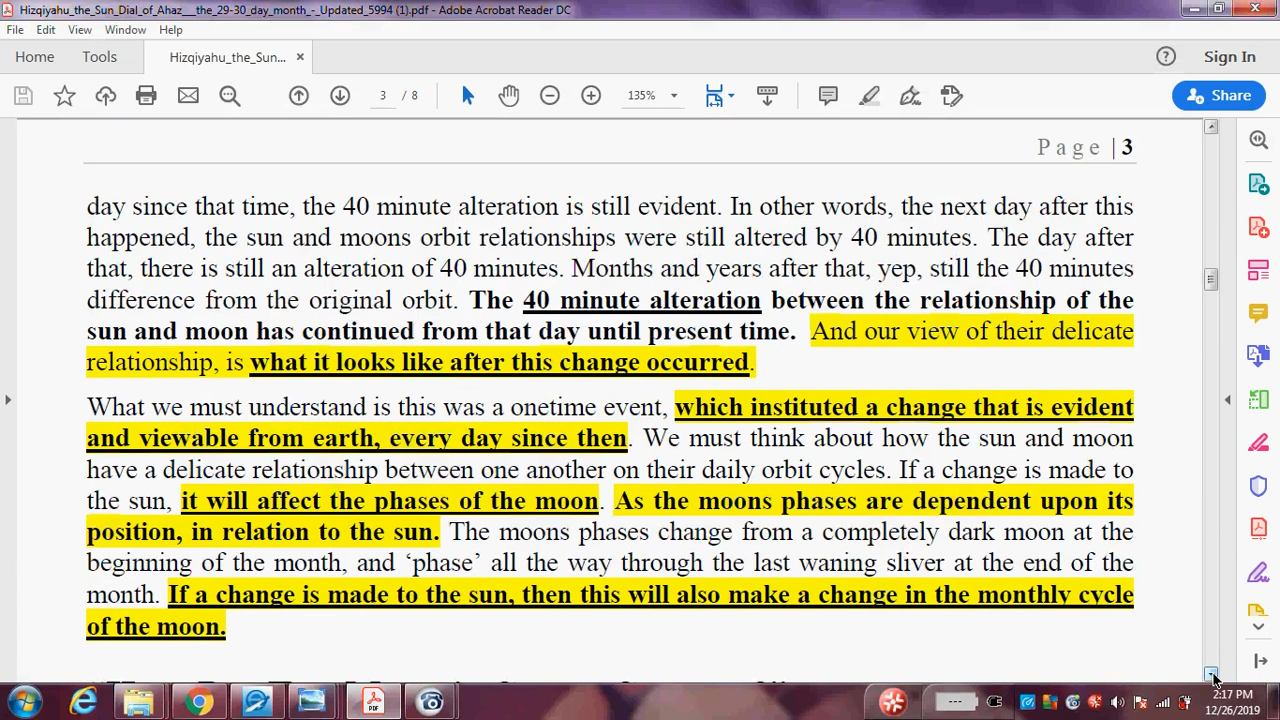 Hizqiyahu_the_Sun_Dial_of_Ahaz___the_29-30_day_month_-_Updated_5994 (1).pdf - Adobe Acrobat Reader DC
File Edit View Window Help
Home Tools Hizqiyahu_the_Sun... × Sign In
3 / 8 135% Share
Page | 3
day since that time, the 40 minute alteration is still evident. In other words, the next day after this
happened, the sun and moons orbit relationships were still altered by 40 minutes. The day after
that, there is still an alteration of 40 minutes. Months and years after that, yep, still the 40 minutes
difference from the original orbit. The 40 minute alteration between the relationship of the
sun and moon has continued from that day until present time. And our view of their delicate
relationship, is what it looks like after this change occurred.
What we must understand is this was a onetime event, which instituted a change that is evident
and viewable from earth, every day since then. We must think about how the sun and moon
have a delicate relationship between one another on their daily orbit cycles. If a change is made to
the sun, it will affect the phases of the moon. As the moons phases are dependent upon its
position, in relation to the sun. The moons phases change from a completely dark moon at the
beginning of the month, and ‘phase’ all the way through the last waning sliver at the end of the
month. If a change is made to the sun, then this will also make a change in the monthly cycle
of the moon.
PDF
2:17 PM
12/26/2019